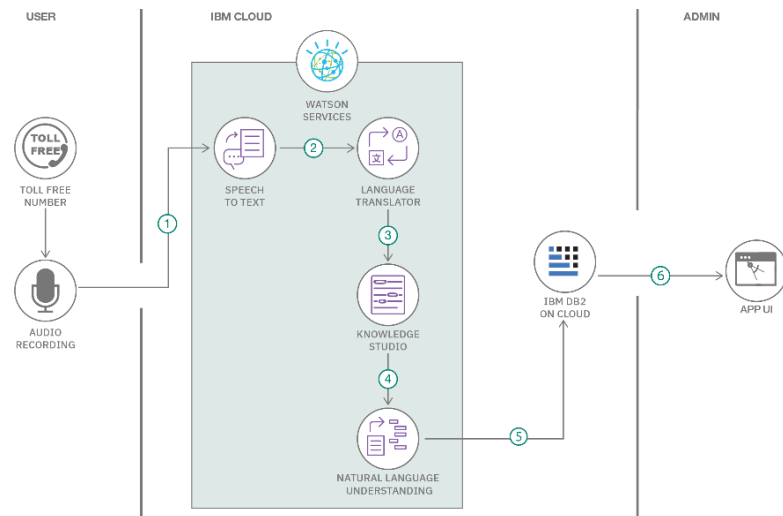 USER
IBM CLOUD
ADMIN
WATSON
SERVICES
TOLL
FREE
TOLL FREE
NUMBER
1
SPEECH
TO TEXT
2
A
文
LANGUAGE
TRANSLATOR
3
AUDIO
RECORDING
KNOWLEDGE
STUDIO
4
NATURAL LANGUAGE
UNDERSTANDING
5
IBM DB2
ON CLOUD
6
APP UI